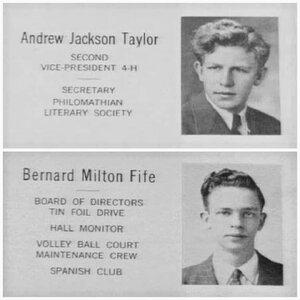 Andrew Jackson Taylor
SECOND
VICE-PRESIDENT 4-H
SECRETARY
PHILOMATHIAN
LITERARY SOCIETY
Bernard Milton Fife
BOARD OF DIRECTORS
TIN FOIL DRIVE
HALL MONITOR
VOLLEY BALL COURT
MAINTENANCE CREW
SPANISH CLUB